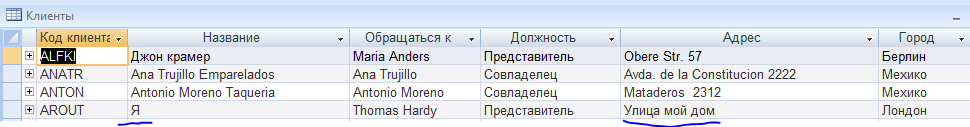 Клиенты
Код клиента Название Обращаться к Должность Адрес Город
ALFKI Джон крамер Maria Anders Представитель Obere Str. 57 Берлин
ANATR Ana Trujillo Emparelados Ana Trujillo Совладелец Avda. de la Constitucion 2222 Мехико
ANTON Antonio Moreno Taqueria Antonio Moreno Совладелец Mataderos 2312 Мехико
AROUT Я Thomas Hardy Представитель Улица мой дом Лондон